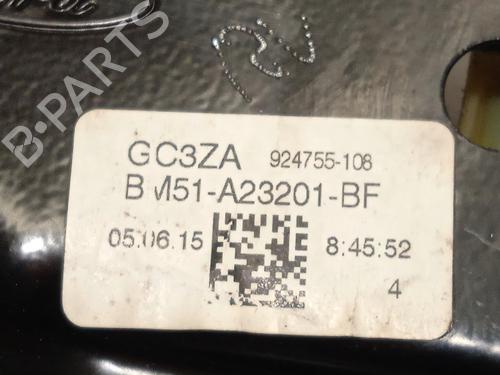 B-PARTS
GC3ZA 924755-108
BM51-A23201-BF
05.06.15 8:45:52
4